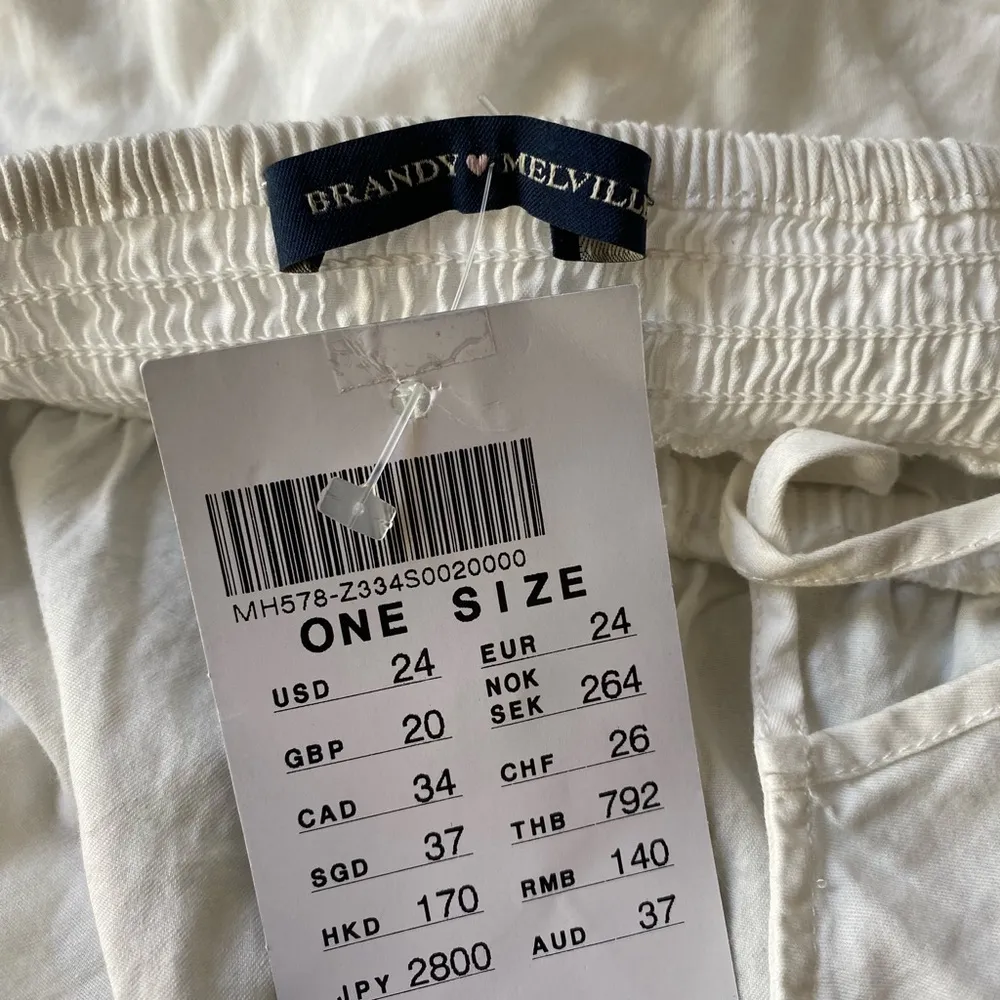 BRANDY ♥ MELVILLE
MH578-Z334S0020000
ONE SIZE
USD 24
EUR 24
GBP 20
NOK SEK 264
CAD 34
CHF 26
SGD 37
THB 792
HKD 170
RMB 140
JPY 2800
AUD 37